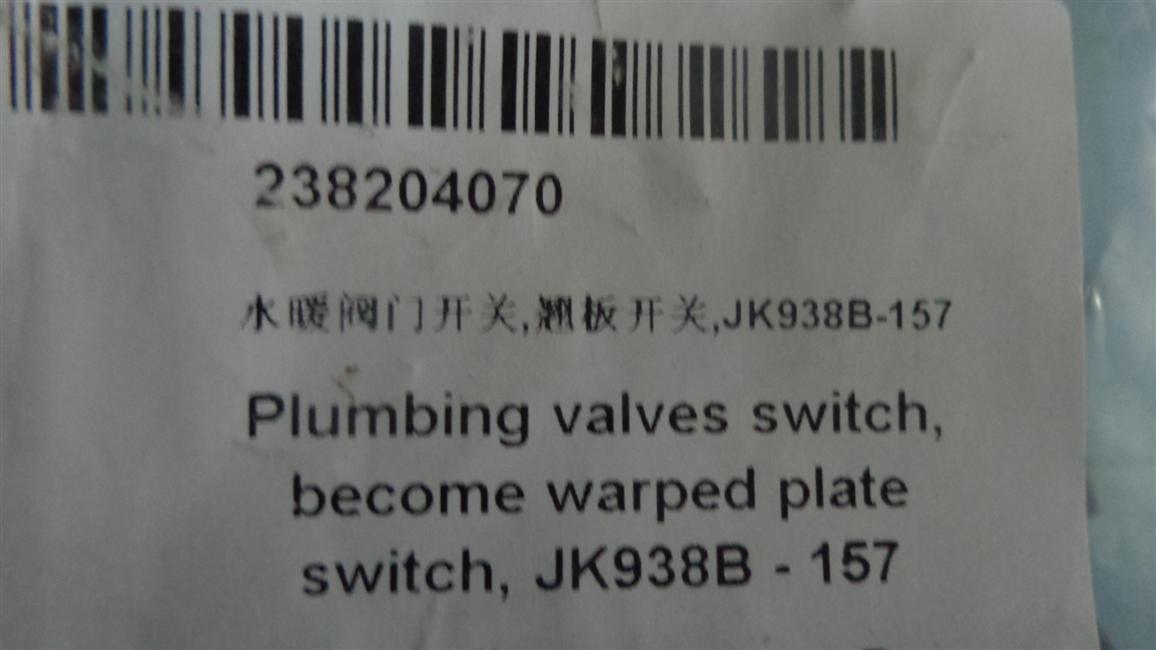 238204070
水暖阀门开关,翘板开关,JK938B-157
Plumbing valves switch,
become warped plate
switch, JK938B - 157